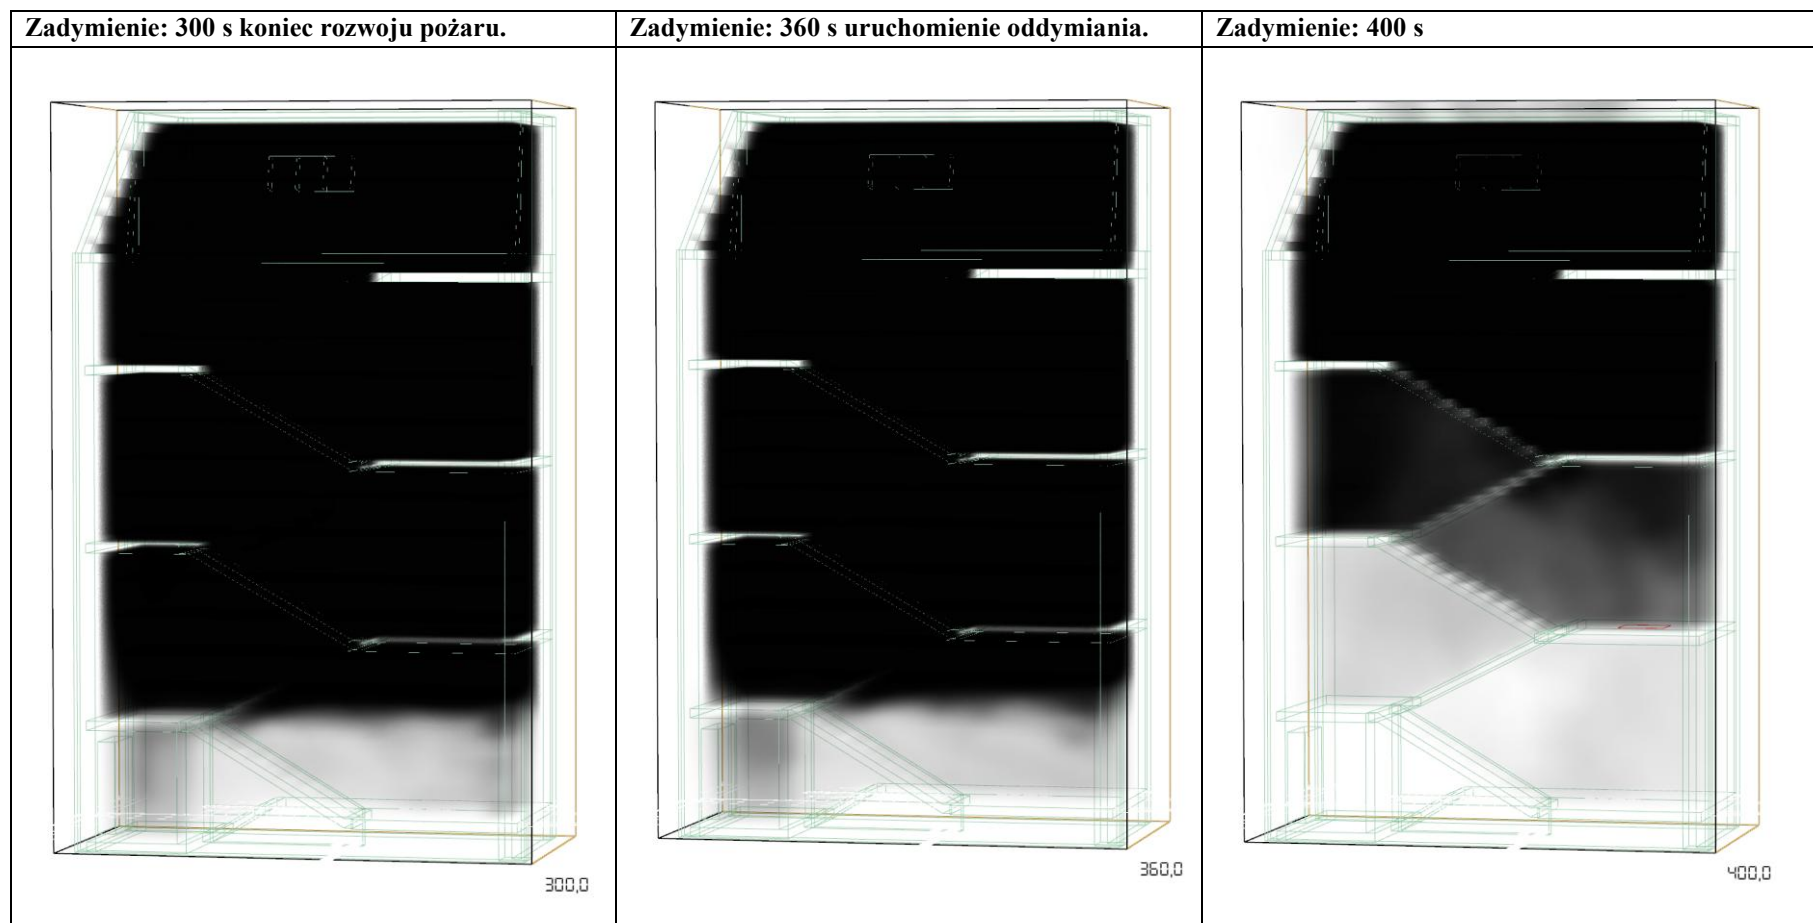 Zadymienie: 300 s koniec rozwoju pożaru.
Zadymienie: 360 s uruchomienie oddymiania.
Zadymienie: 400 s
300,0
360,0
400,0